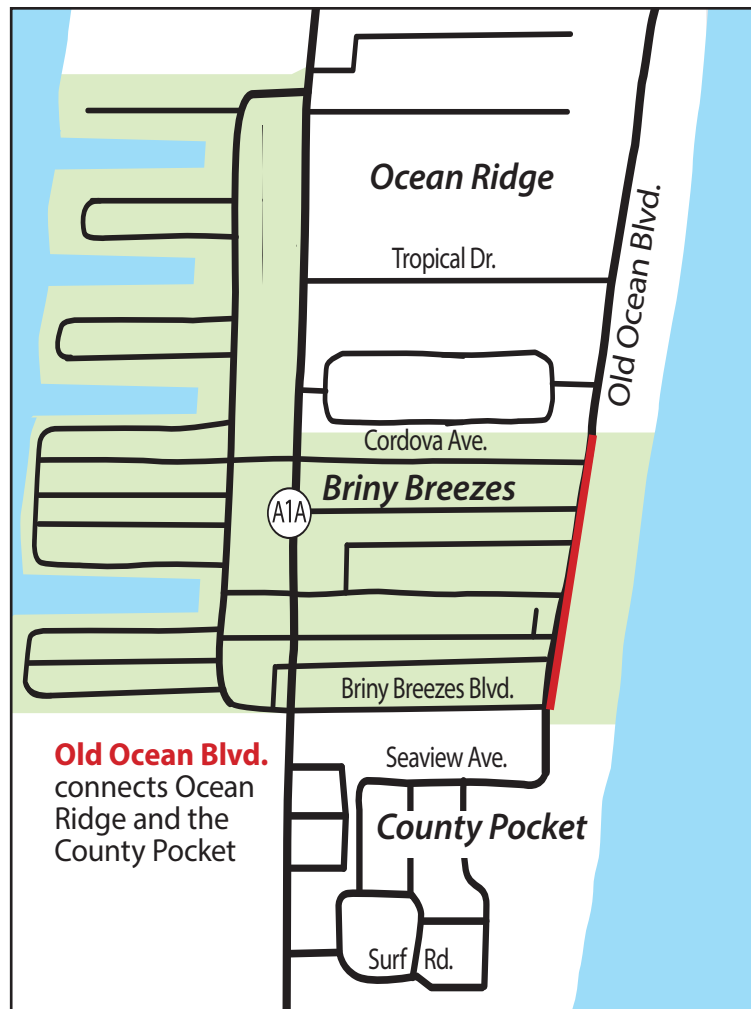 Ocean Ridge
Old Ocean Blvd.
Tropical Dr.
Cordova Ave.
Briny Breezes
A1A
Briny Breezes Blvd.
Old Ocean Blvd.
connects Ocean
Ridge and the
County Pocket
Seaview Ave.
County Pocket
Surf Rd.